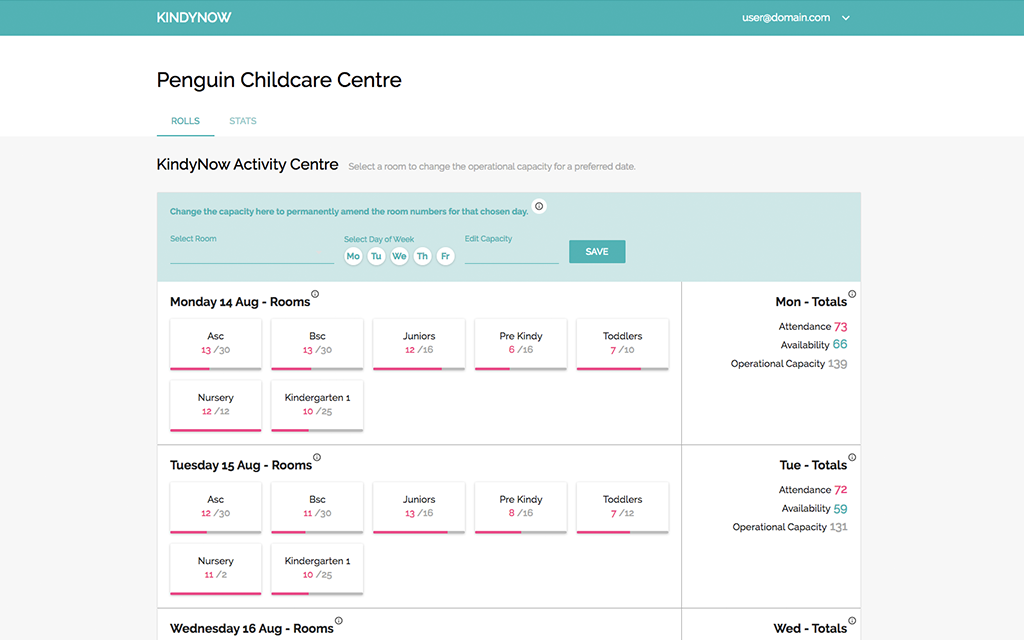 KINDYNOW
user@domain.com
Penguin Childcare Centre
ROLLS STATS
KindyNow Activity Centre Select a room to change the operational capacity for a preferred date.
Change the capacity here to permanently amend the room numbers for that chosen day.
Select Room
Select Day of Week
Edit Capacity
Mo Tu We Th Fr
SAVE
Monday 14 Aug - Rooms
Asc
13 /30
Bsc
13 /30
Juniors
12 /16
Pre Kindy
6 /16
Toddlers
7 /10
Nursery
12 /12
Kindergarten 1
10 /25
Mon - Totals
Attendance 73
Availability 66
Operational Capacity 139
Tuesday 15 Aug - Rooms
Asc
12 /30
Bsc
11 /30
Juniors
13 /16
Pre Kindy
8 /16
Toddlers
7 /12
Nursery
11 /2
Kindergarten 1
10 /25
Tue - Totals
Attendance 72
Availability 59
Operational Capacity 131
Wednesday 16 Aug - Rooms
Wed - Totals